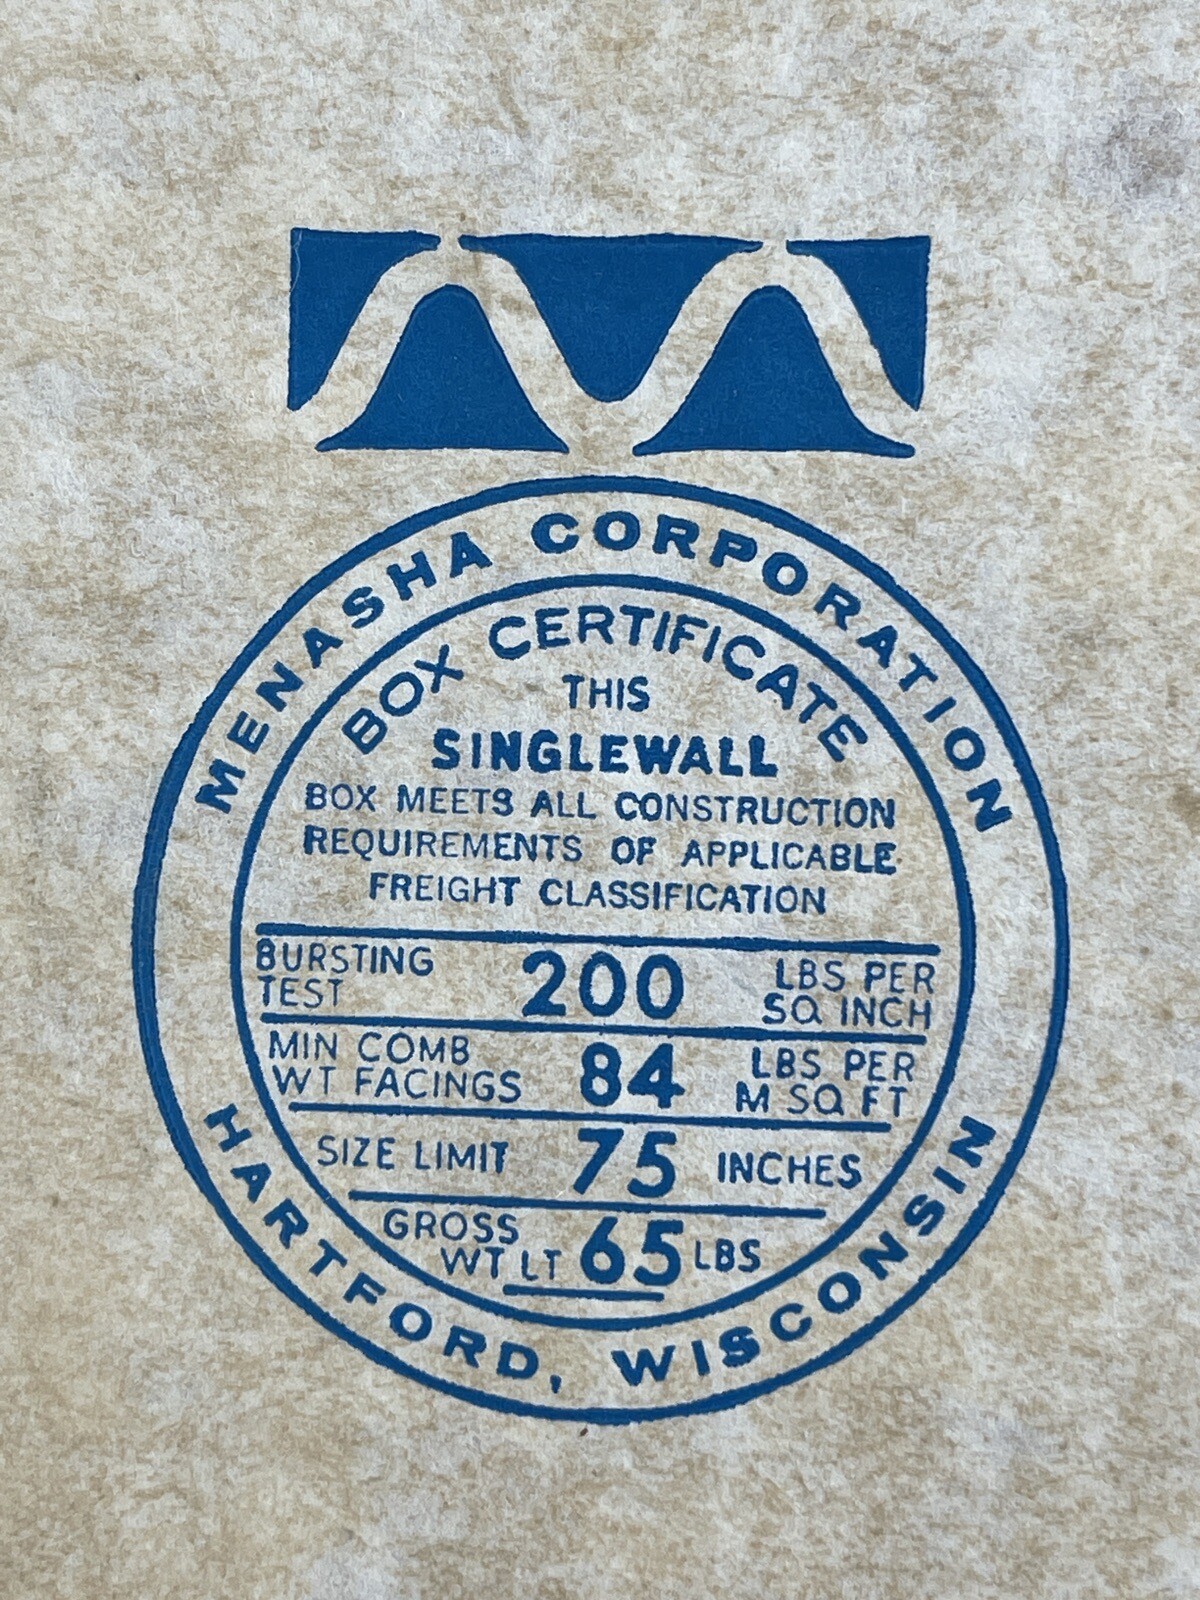 MENASHA CORPORATION
BOX CERTIFICATE
THIS
SINGLEWALL
BOX MEETS ALL CONSTRUCTION
REQUIREMENTS OF APPLICABLE
FREIGHT CLASSIFICATION
BURSTING TEST 200 LBS PER SQ INCH
MIN COMB WT FACINGS 84 LBS PER M SQ FT
SIZE LIMIT 75 INCHES
GROSS WT LT 65 LBS
HARTFORD, WISCONSIN